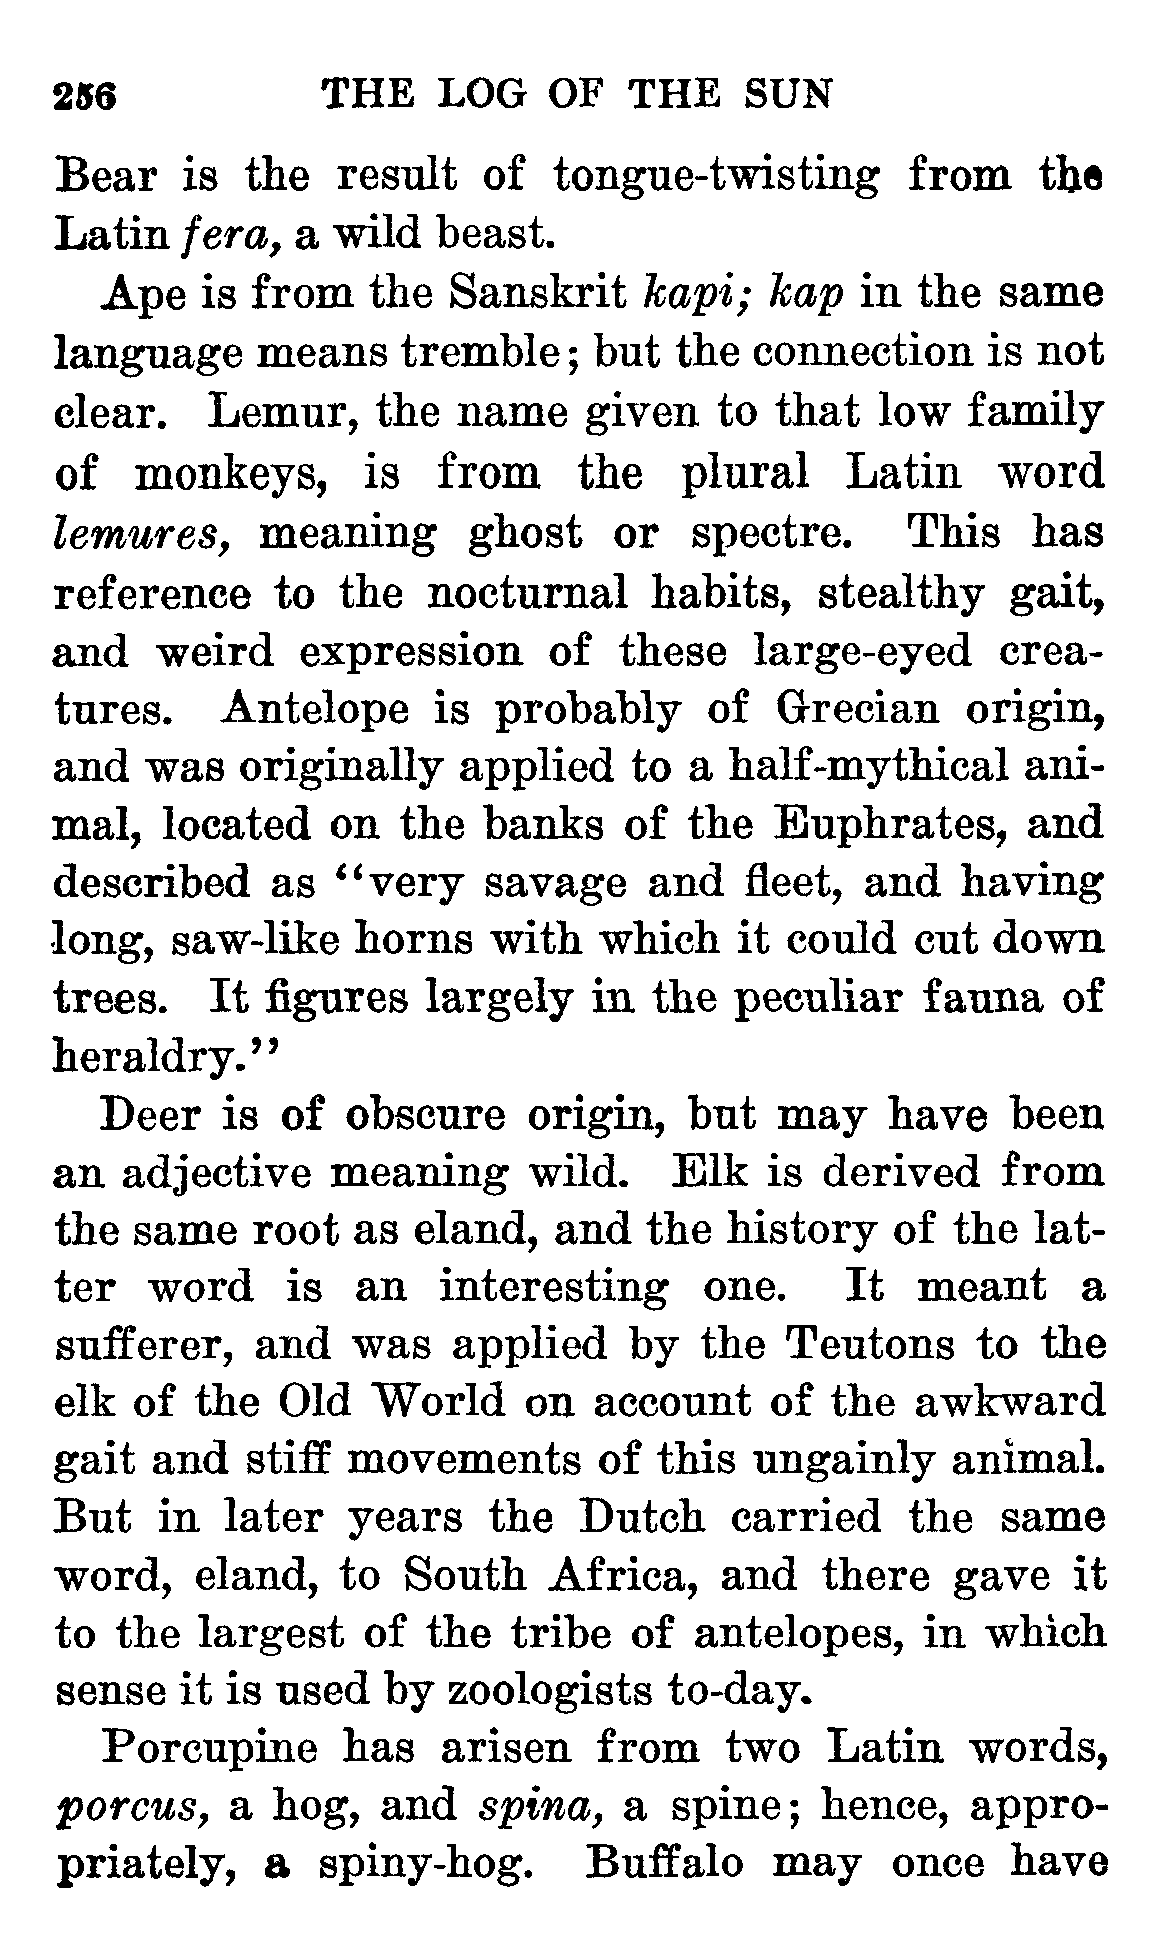 256 THE LOG OF THE SUN
Bear is the result of tongue-twisting from the
Latin fera, a wild beast.
Ape is from the Sanskrit kapi; kap in the same
language means tremble; but the connection is not
clear. Lemur, the name given to that low family
of monkeys, is from the plural Latin word
lemures, meaning ghost or spectre. This has
reference to the nocturnal habits, stealthy gait,
and weird expression of these large-eyed crea-
tures. Antelope is probably of Grecian origin,
and was originally applied to a half-mythical ani-
mal, located on the banks of the Euphrates, and
described as “very savage and fleet, and having
long, saw-like horns with which it could cut down
trees. It figures largely in the peculiar fauna of
heraldry.”
Deer is of obscure origin, but may have been
an adjective meaning wild. Elk is derived from
the same root as eland, and the history of the lat-
ter word is an interesting one. It meant a
sufferer, and was applied by the Teutons to the
elk of the Old World on account of the awkward
gait and stiff movements of this ungainly animal.
But in later years the Dutch carried the same
word, eland, to South Africa, and there gave it
to the largest of the tribe of antelopes, in which
sense it is used by zoologists to-day.
Porcupine has arisen from two Latin words,
porcus, a hog, and spina, a spine; hence, appro-
priately, a spiny-hog. Buffalo may once have